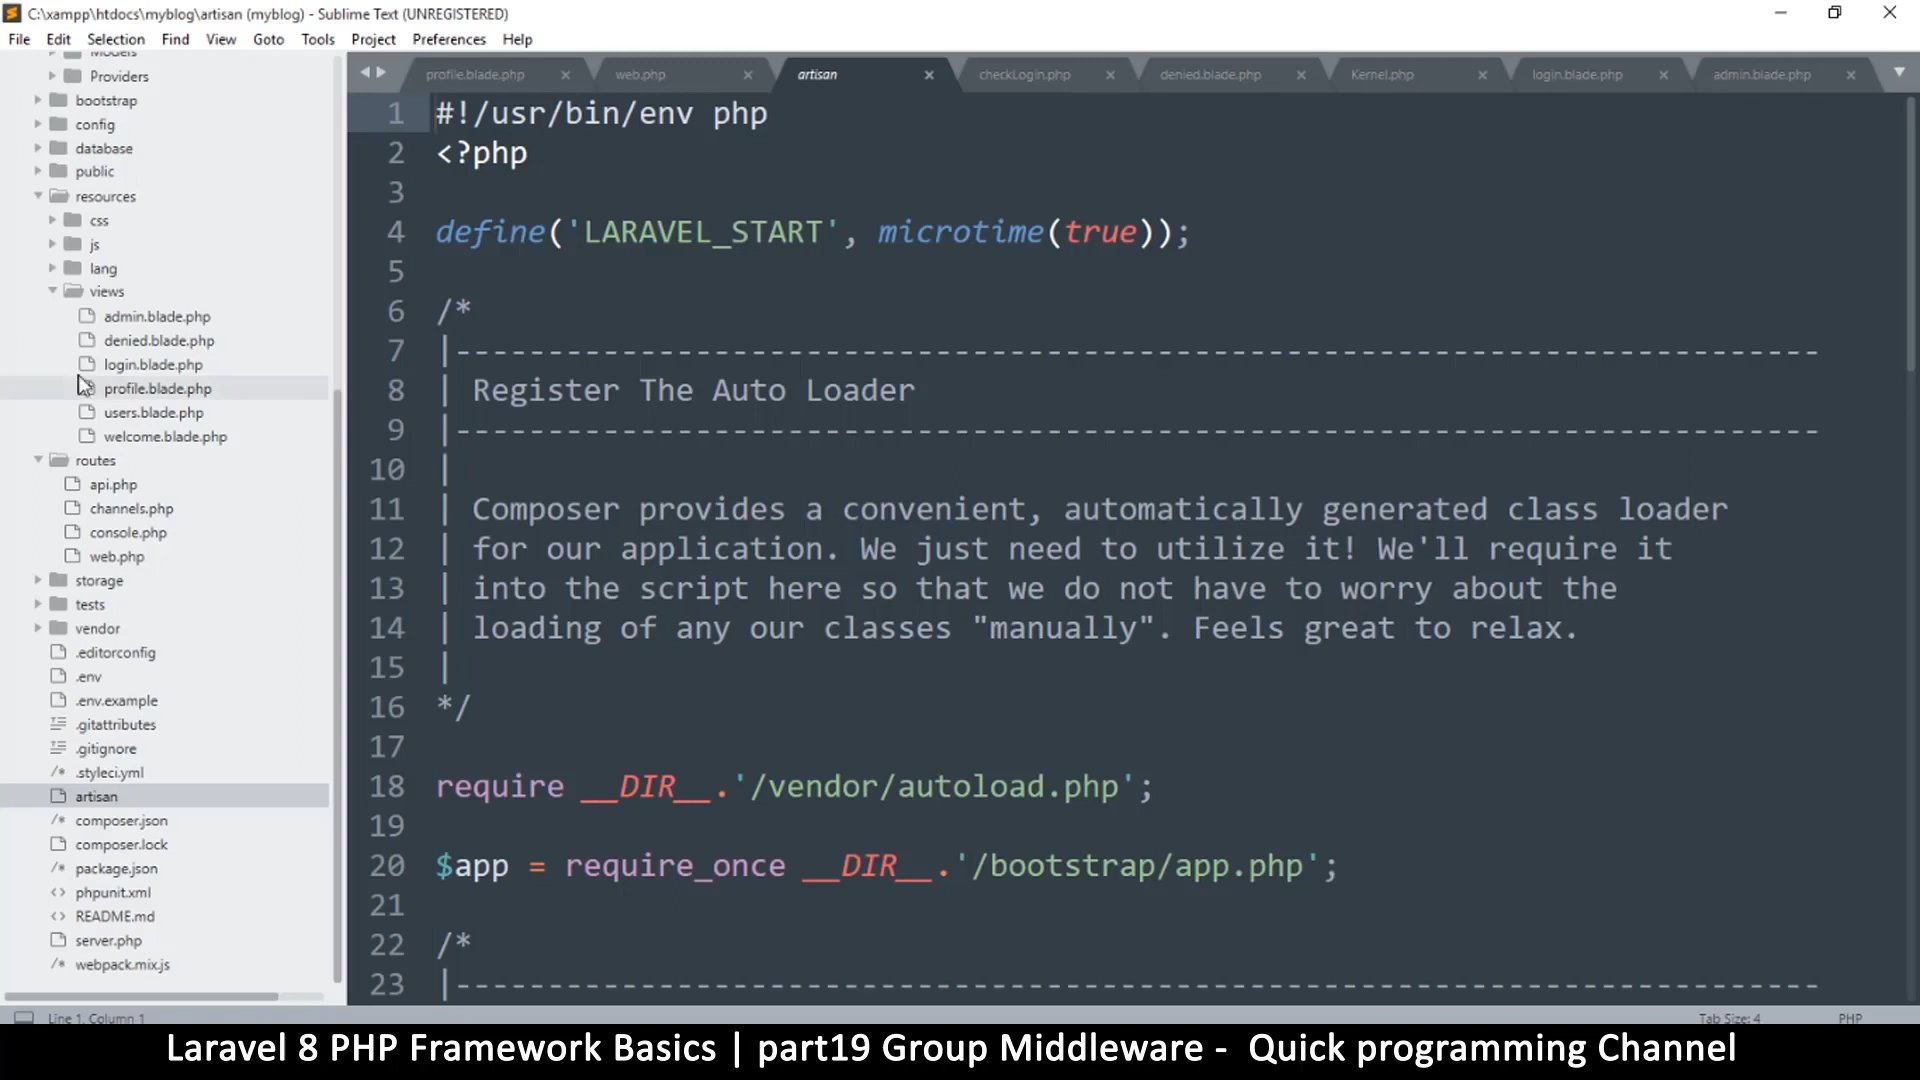 C:\xampp\htdocs\myblog\artisan (myblog) - Sublime Text (UNREGISTERED)
File Edit Selection Find View Goto Tools Project Preferences Help
Models
Providers
bootstrap
config
database
public
resources
css
js
lang
views
admin.blade.php
denied.blade.php
login.blade.php
profile.blade.php
users.blade.php
welcome.blade.php
routes
api.php
channels.php
console.php
web.php
storage
tests
vendor
.editorconfig
.env
.env.example
.gitattributes
.gitignore
.styleci.yml
artisan
composer.json
composer.lock
package.json
phpunit.xml
README.md
server.php
webpack.mix.js
profile.blade.php web.php artisan checkLogin.php denied.blade.php Kernel.php login.blade.php admin.blade.php
1 #!/usr/bin/env php
2 <?php
3
4 define('LARAVEL_START', microtime(true));
5
6 /*
7 |--------------------------------------------------------------------------
8 | Register The Auto Loader
9 |--------------------------------------------------------------------------
10 |
11 | Composer provides a convenient, automatically generated class loader
12 | for our application. We just need to utilize it! We'll require it
13 | into the script here so that we do not have to worry about the
14 | loading of any our classes "manually". Feels great to relax.
15 |
16 */
17
18 require __DIR__.'/vendor/autoload.php';
19
20 $app = require_once __DIR__.'/bootstrap/app.php';
21
22 /*
23 |--------------------------------------------------------------------------
Line 1, Column 1 Tab Size: 4 PHP
Laravel 8 PHP Framework Basics | part19 Group Middleware - Quick programming Channel